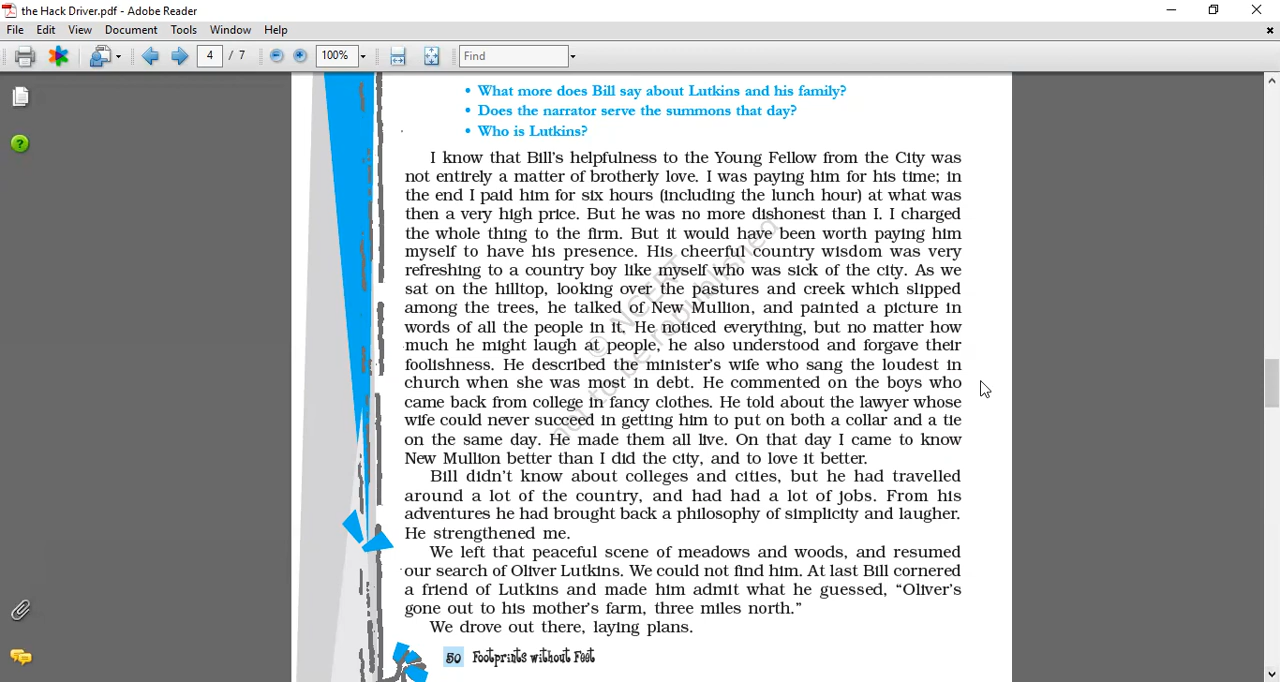 the Hack Driver.pdf - Adobe Reader
File Edit View Document Tools Window Help
4 / 7 100% Find
• What more does Bill say about Lutkins and his family?
• Does the narrator serve the summons that day?
• Who is Lutkins?
I know that Bill's helpfulness to the Young Fellow from the City was
not entirely a matter of brotherly love. I was paying him for his time; in
the end I paid him for six hours (including the lunch hour) at what was
then a very high price. But he was no more dishonest than I. I charged
the whole thing to the firm. But it would have been worth paying him
myself to have his presence. His cheerful country wisdom was very
refreshing to a country boy like myself who was sick of the city. As we
sat on the hilltop, looking over the pastures and creek which slipped
among the trees, he talked of New Mullion, and painted a picture in
words of all the people in it. He noticed everything, but no matter how
much he might laugh at people, he also understood and forgave their
foolishness. He described the minister's wife who sang the loudest in
church when she was most in debt. He commented on the boys who
came back from college in fancy clothes. He told about the lawyer whose
wife could never succeed in getting him to put on both a collar and a tie
on the same day. He made them all live. On that day I came to know
New Mullion better than I did the city, and to love it better.
Bill didn't know about colleges and cities, but he had travelled
around a lot of the country, and had had a lot of jobs. From his
adventures he had brought back a philosophy of simplicity and laugher.
He strengthened me.
We left that peaceful scene of meadows and woods, and resumed
our search of Oliver Lutkins. We could not find him. At last Bill cornered
a friend of Lutkins and made him admit what he guessed, “Oliver's
gone out to his mother's farm, three miles north.”
We drove out there, laying plans.
50 Footprints without Feet
© NCERT
not to be republished